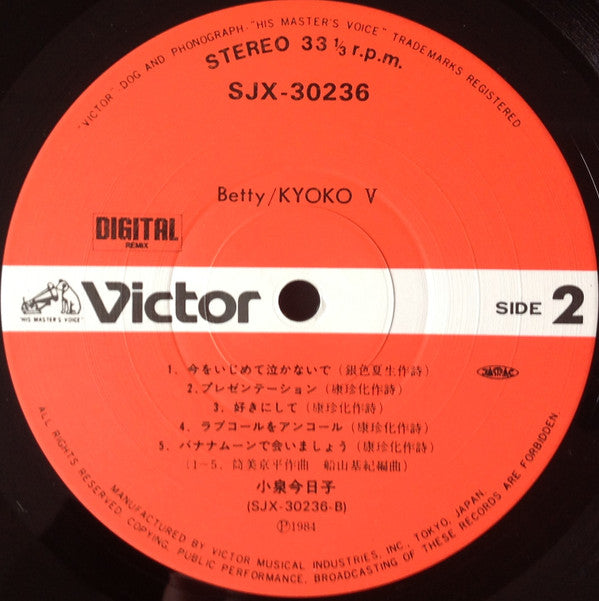 "VICTOR"-DOG AND PHONOGRAPH-"HIS MASTER'S VOICE" TRADEMARKS REGISTERED
STEREO 33 1/3 r.p.m.
SJX-30236
Betty/KYOKO V
DIGITAL
REMIX
"HIS MASTER'S VOICE"
Victor
SIDE 2
1. 今をいじめて泣かないで(銀色夏生作詩)
JASRAC
2. プレゼンテーション(康珍化作詩)
3. 好きにして(康珍化作詩)
4. ラブコールをアンコール(康珍化作詩)
5. バナナムーンで会いましょう(康珍化作詩)
(1-5、筒美京平作曲 船山基紀編曲)
小泉今日子
(SJX-30236-B)
Ⓟ1984
ALL RIGHTS RESERVED. COPYING, PUBLIC PERFORMANCE, BROADCASTING OF THESE RECORDS ARE FORBIDDEN.
MANUFACTURED BY VICTOR MUSICAL INDUSTRIES, INC., TOKYO, JAPAN.